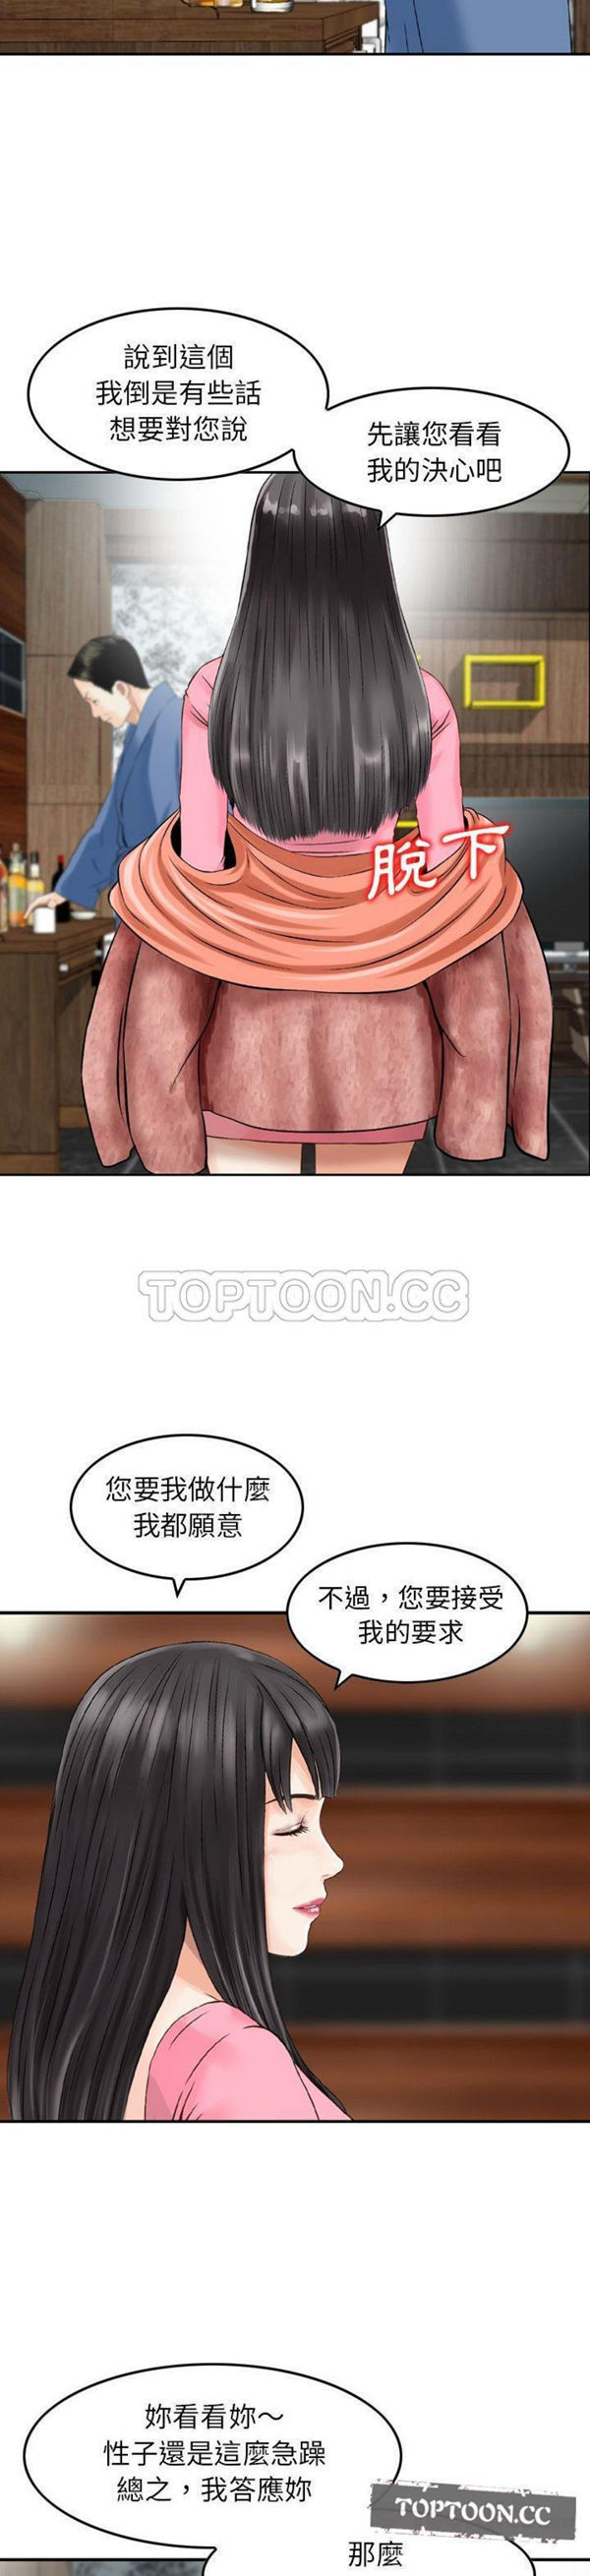 說到這個
我倒是有些話
想要對您說
先讓您看看
我的決心吧
脫下
TOPTOON.CC
您要我做什麼
我都願意
不過，您要接受
我的要求
妳看看妳～
性子還是這麼急躁
總之，我答應妳
TOPTOON.CC
那麼